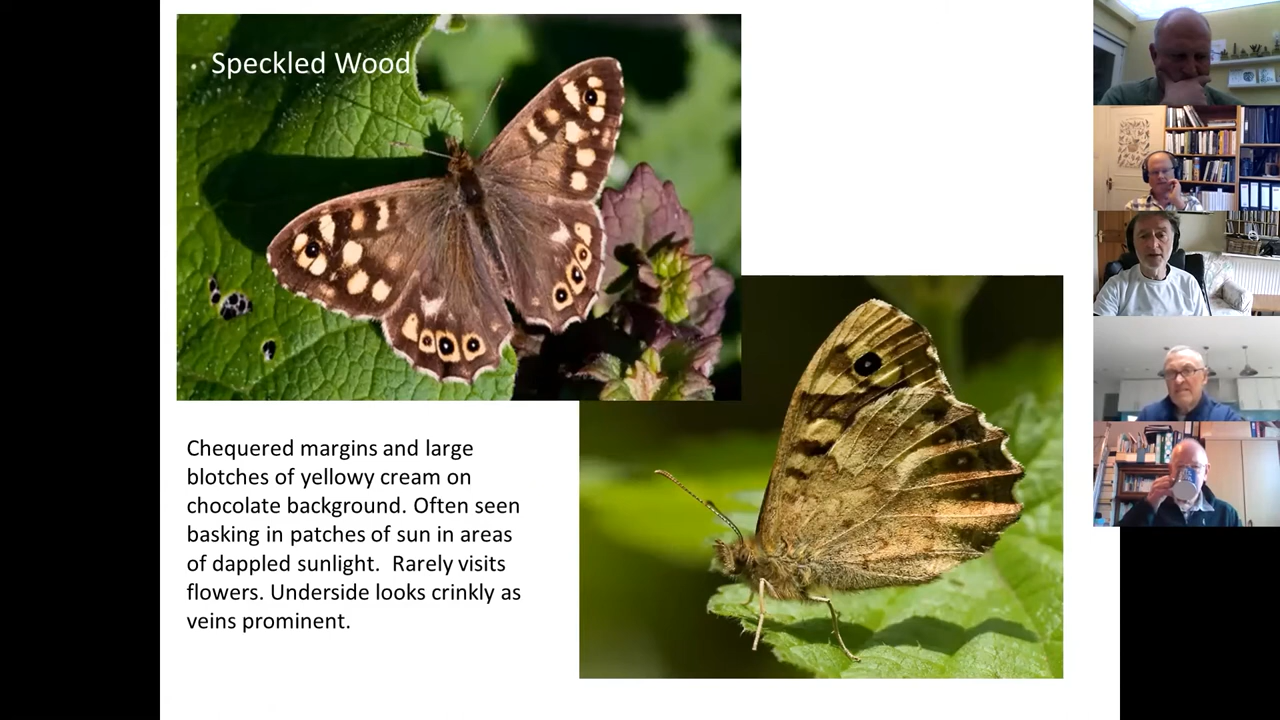 • Speckled Wood
Chequered margins and large
blotches of yellowy cream on
chocolate background. Often seen
basking in patches of sun in areas
of dappled sunlight.  Rarely visits
flowers. Underside looks crinkly as
veins prominent.